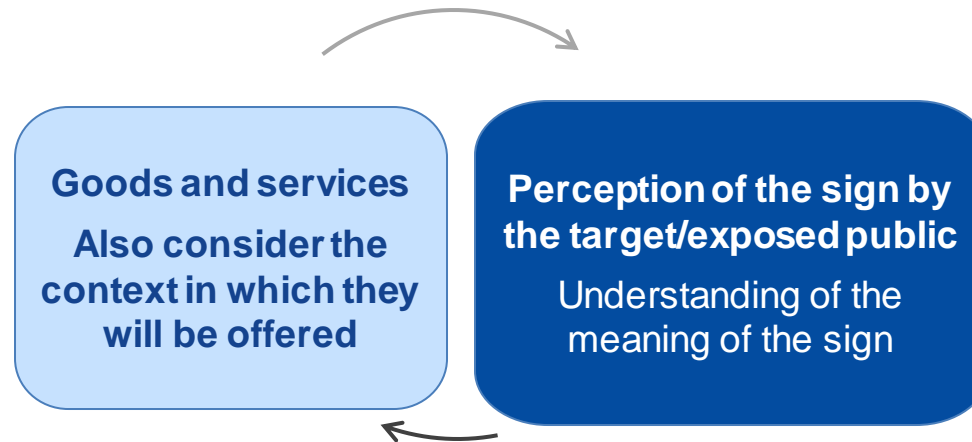 Goods and services
Also consider the
context in which they
will be offered
Perception of the sign by
the target/exposed public
Understanding of the
meaning of the sign